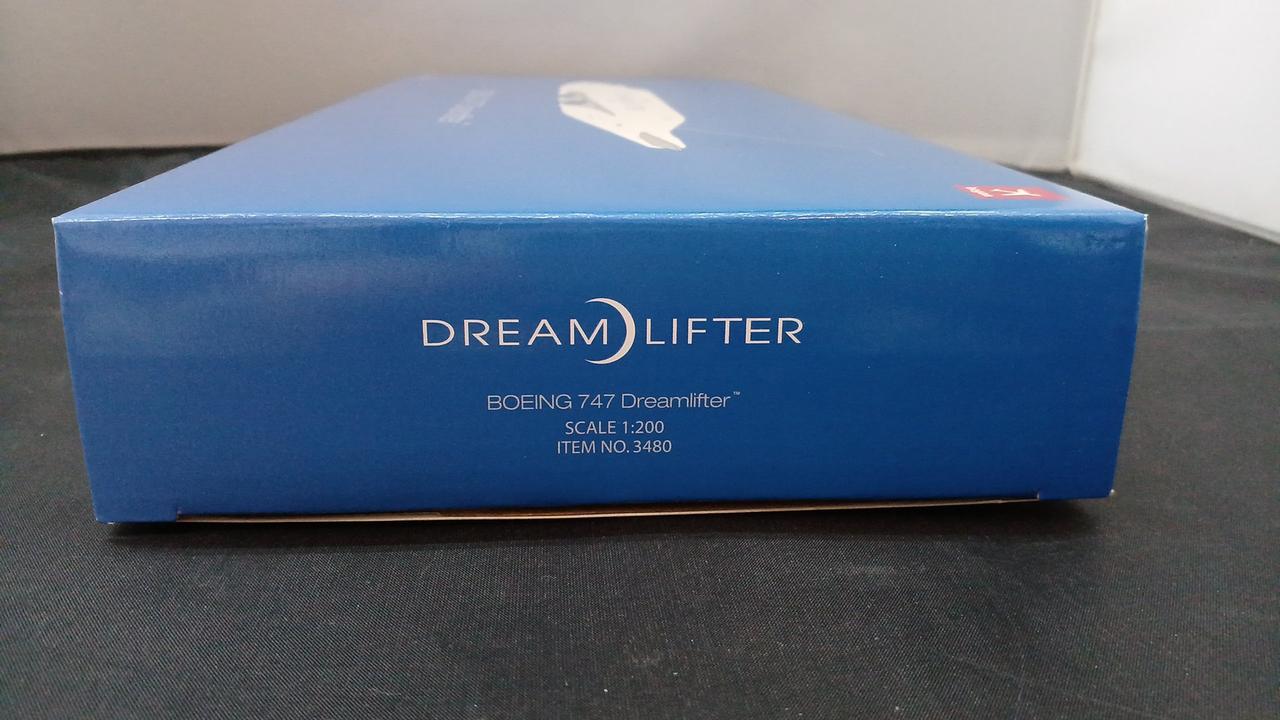 DREAM LIFTER
BOEING 747 Dreamlifter™
SCALE 1:200
ITEM NO. 3480